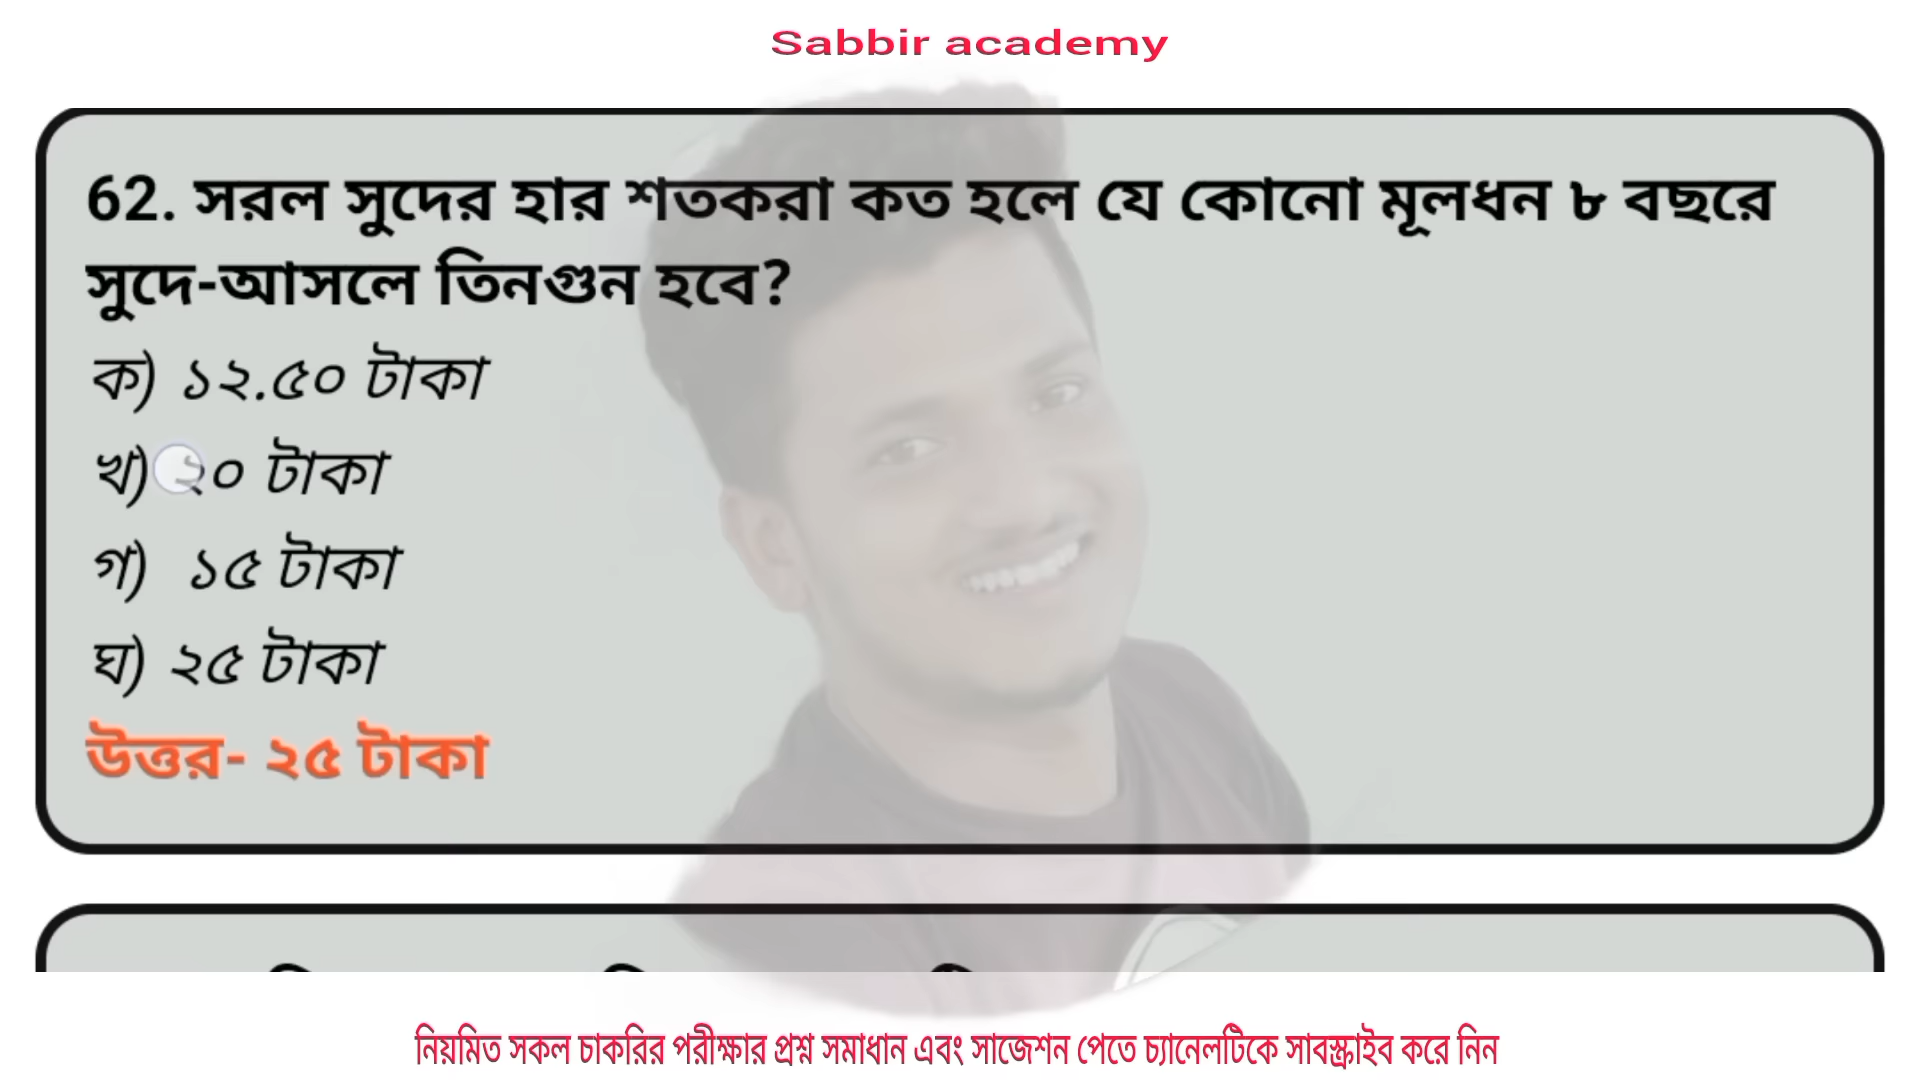 Sabbir academy
62. সরল সুদের হার শতকরা কত হলে যে কোনো মূলধন ৮ বছরে
সুদে-আসলে তিনগুন হবে?
ক) ১২.৫০ টাকা
খ) ২০ টাকা
গ) ১৫ টাকা
ঘ) ২৫ টাকা
উত্তর- ২৫ টাকা
নিয়মিত সকল চাকরির পরীক্ষার প্রশ্ন সমাধান এবং সাজেশন পেতে চ্যানেলটিকে সাবস্ক্রাইব করে নিন